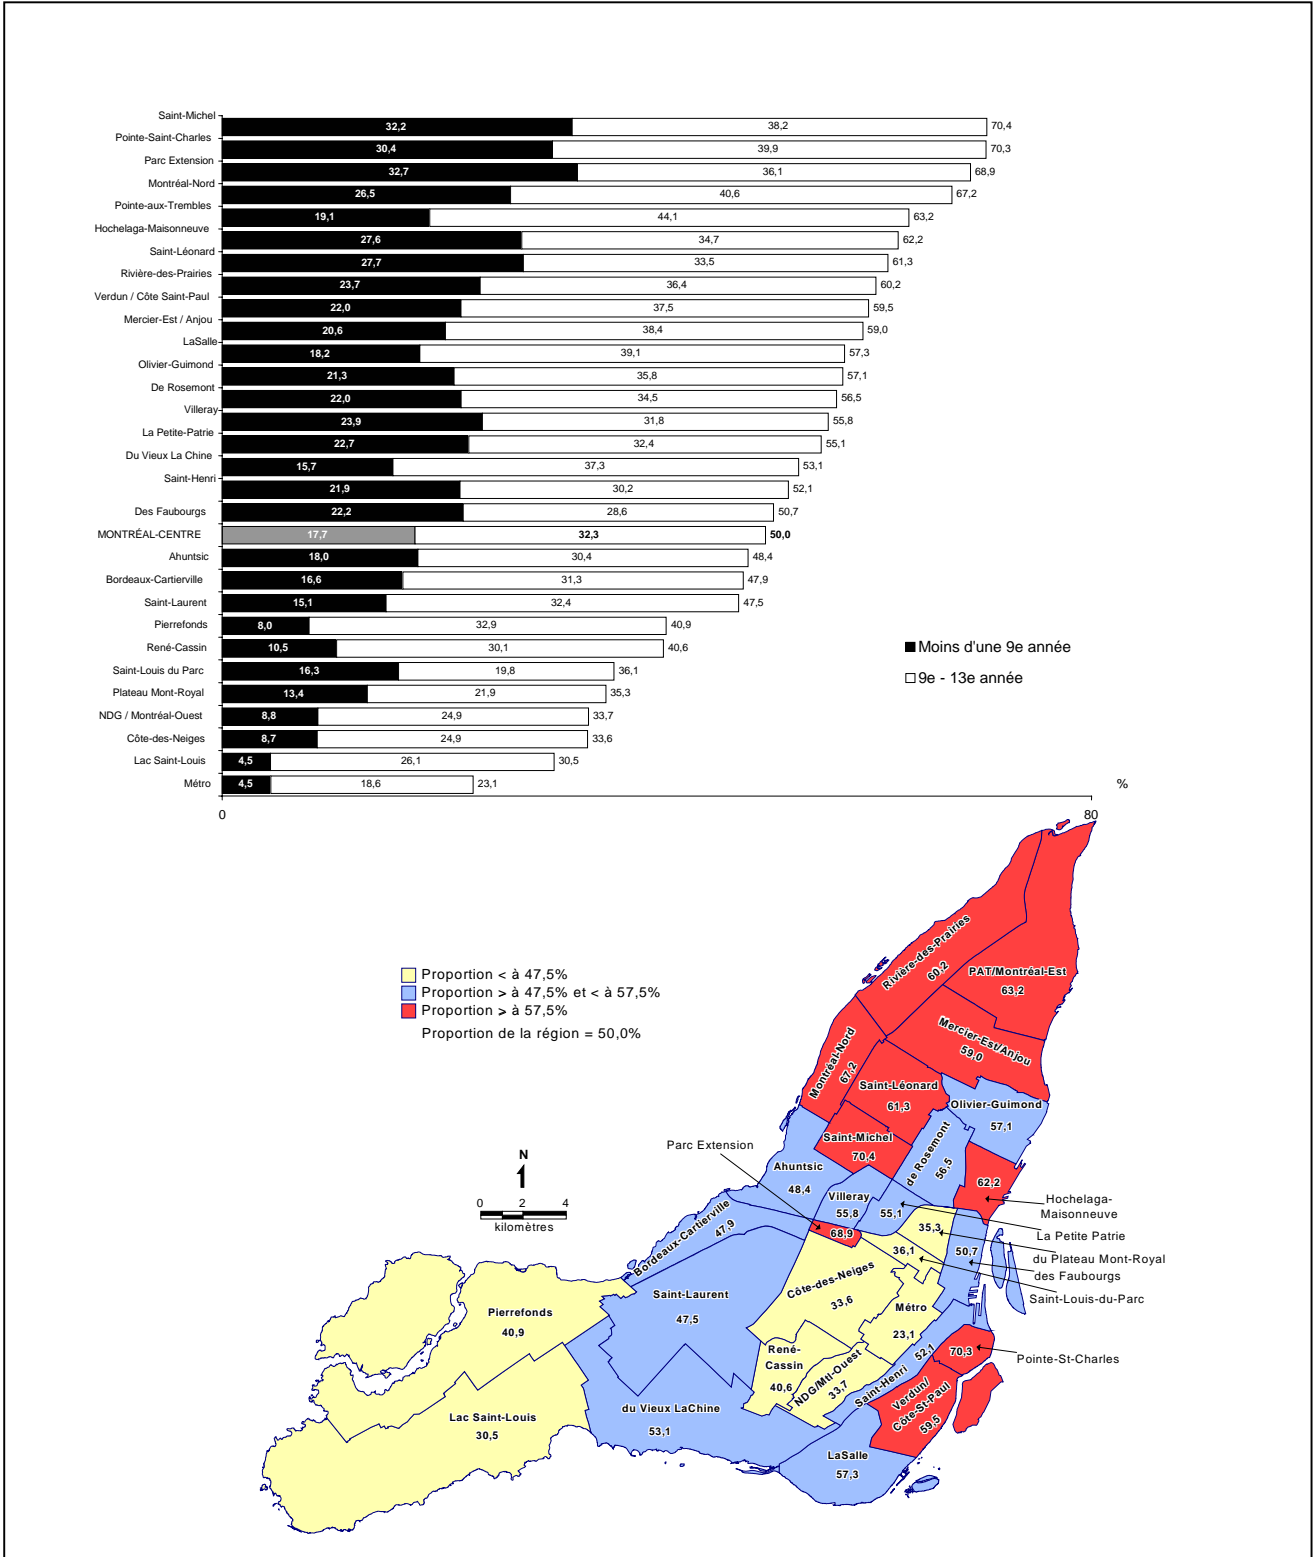 Saint-Michel 32,2 38,2 70,4
Pointe-Saint-Charles 30,4 39,9 70,3
Parc Extension 32,7 36,1 68,9
Montréal-Nord 26,5 40,6 67,2
Pointe-aux-Trembles 19,1 44,1 63,2
Hochelaga-Maisonneuve 27,6 34,7 62,2
Saint-Léonard 27,7 33,5 61,3
Rivière-des-Prairies 23,7 36,4 60,2
Verdun / Côte Saint-Paul 22,0 37,5 59,5
Mercier-Est / Anjou 20,6 38,4 59,0
LaSalle 18,2 39,1 57,3
Olivier-Guimond 21,3 35,8 57,1
De Rosemont 22,0 34,5 56,5
Villeray 23,9 31,8 55,8
La Petite-Patrie 22,7 32,4 55,1
Du Vieux La Chine 15,7 37,3 53,1
Saint-Henri 21,9 30,2 52,1
Des Faubourgs 22,2 28,6 50,7
MONTRÉAL-CENTRE 17,7 32,3 50,0
Ahuntsic 18,0 30,4 48,4
Bordeaux-Cartierville 16,6 31,3 47,9
Saint-Laurent 15,1 32,4 47,5
Pierrefonds 8,0 32,9 40,9
René-Cassin 10,5 30,1 40,6
Saint-Louis du Parc 16,3 19,8 36,1
Plateau Mont-Royal 13,4 21,9 35,3
NDG / Montréal-Ouest 8,8 24,9 33,7
Côte-des-Neiges 8,7 24,9 33,6
Lac Saint-Louis 4,5 26,1 30,5
Métro 4,5 18,6 23,1
Moins d'une 9e année
9e - 13e année
%
0 80
Proportion < à 47,5%
Proportion > à 47,5% et < à 57,5%
Proportion > à 57,5%
Proportion de la région = 50,0%
Rivière-des-Prairies
60,2
PAT/Montréal-Est
63,2
Mercier-Est/Anjou
59,0
Montréal-Nord
67,2
Saint-Léonard
61,3
Olivier-Guimond
57,1
Saint-Michel
70,4
de Rosemont
56,5
Parc Extension
68,9
Ahuntsic
48,4
Villeray
55,8
55,1
62,2
Hochelaga-
Maisonneuve
La Petite Patrie
35,3
du Plateau Mont-Royal
50,7
des Faubourgs
36,1
Saint-Louis-du-Parc
N
0 2 4
kilomètres
Bordeaux-Cartierville
47,9
Saint-Laurent
47,5
Côte-des-Neiges
33,6
Métro
23,1
Pierrefonds
40,9
René-
Cassin
40,6
NDG/Mtl-Ouest
33,7
Saint-Henri 52,1
70,3
Pointe-St-Charles
Verdun/
Côte-St-Paul
59,5
Lac Saint-Louis
30,5
du Vieux LaChine
53,1
LaSalle
57,3